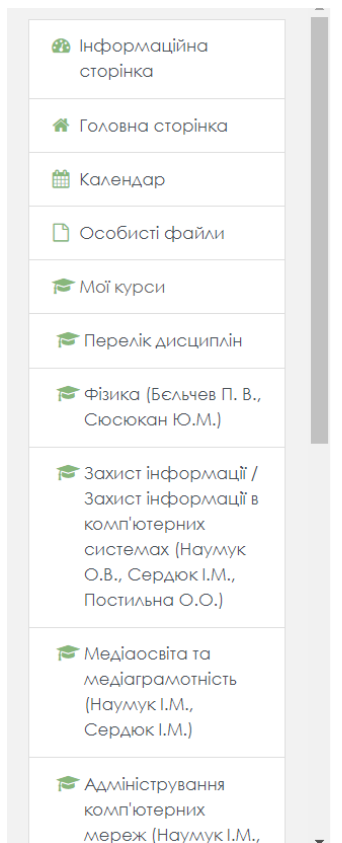 Інформаційна
сторінка
Головна сторінка
Календар
Особисті файли
Мої курси
Перелік дисциплін
Фізика (Бєльчев П. В.,
Сюсюкан Ю.М.)
Захист інформації /
Захист інформації в
комп'ютерних
системах (Наумук
О.В., Сердюк І.М.,
Постильна О.О.)
Медіаосвіта та
медіаграмотність
(Наумук І.М.,
Сердюк І.М.)
Адміністрування
комп'ютерних
мереж (Наумук І.М.,